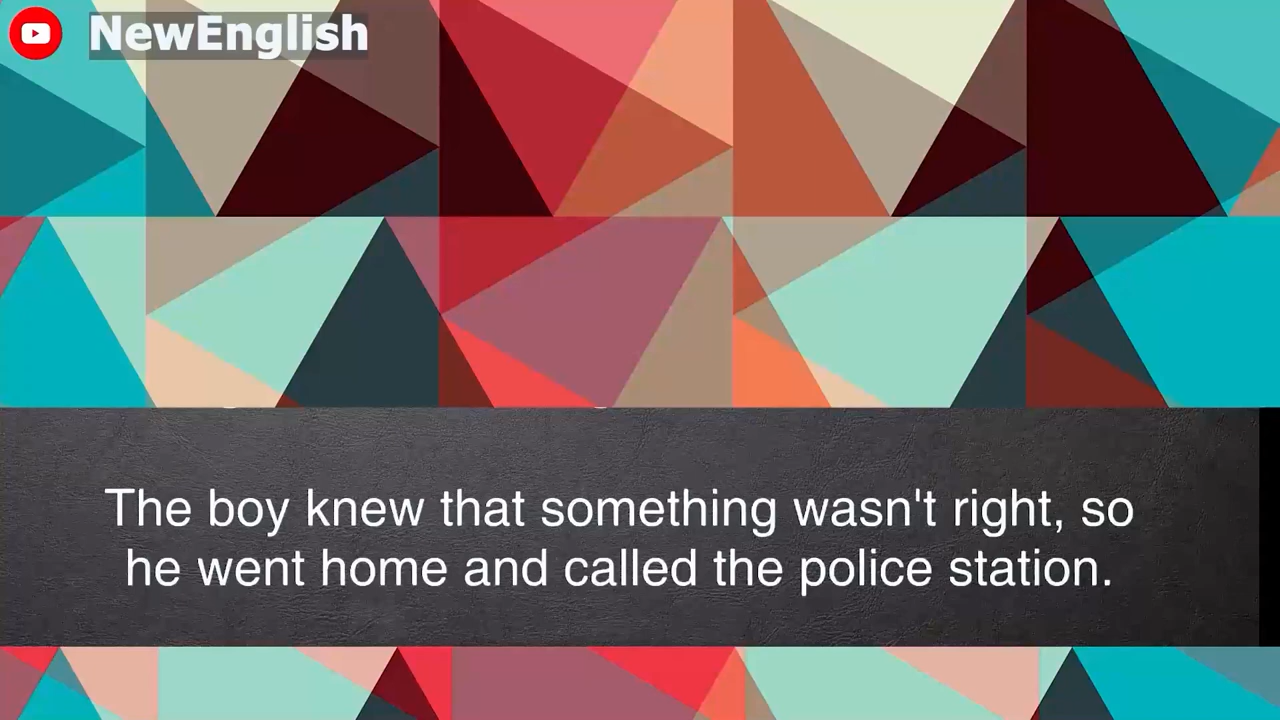 NewEnglish
The boy knew that something wasn't right, so
he went home and called the police station.